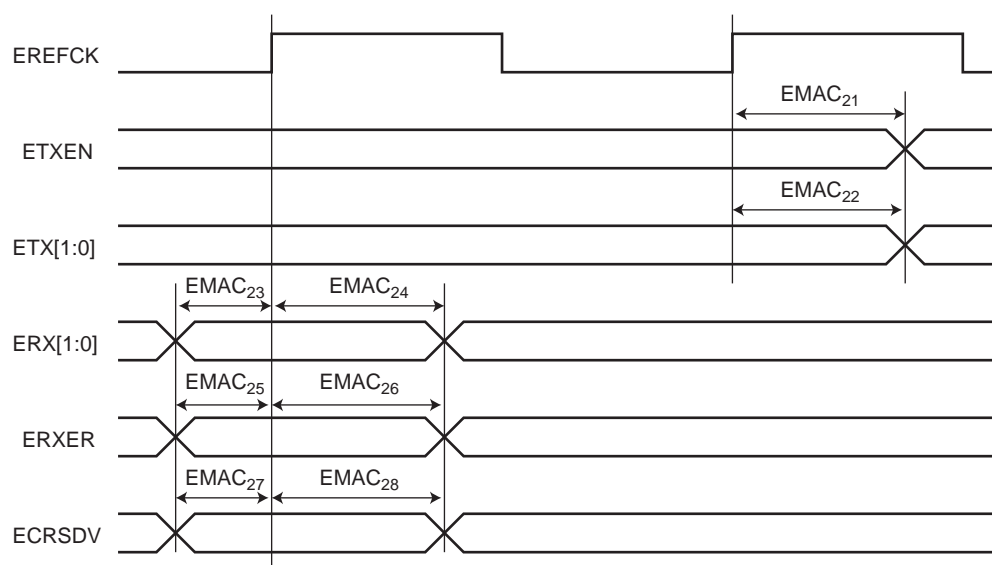 EREFCK
EMAC21
ETXEN
EMAC22
ETX[1:0]
EMAC23 EMAC24
ERX[1:0]
EMAC25 EMAC26
ERXER
EMAC27 EMAC28
ECRSDV